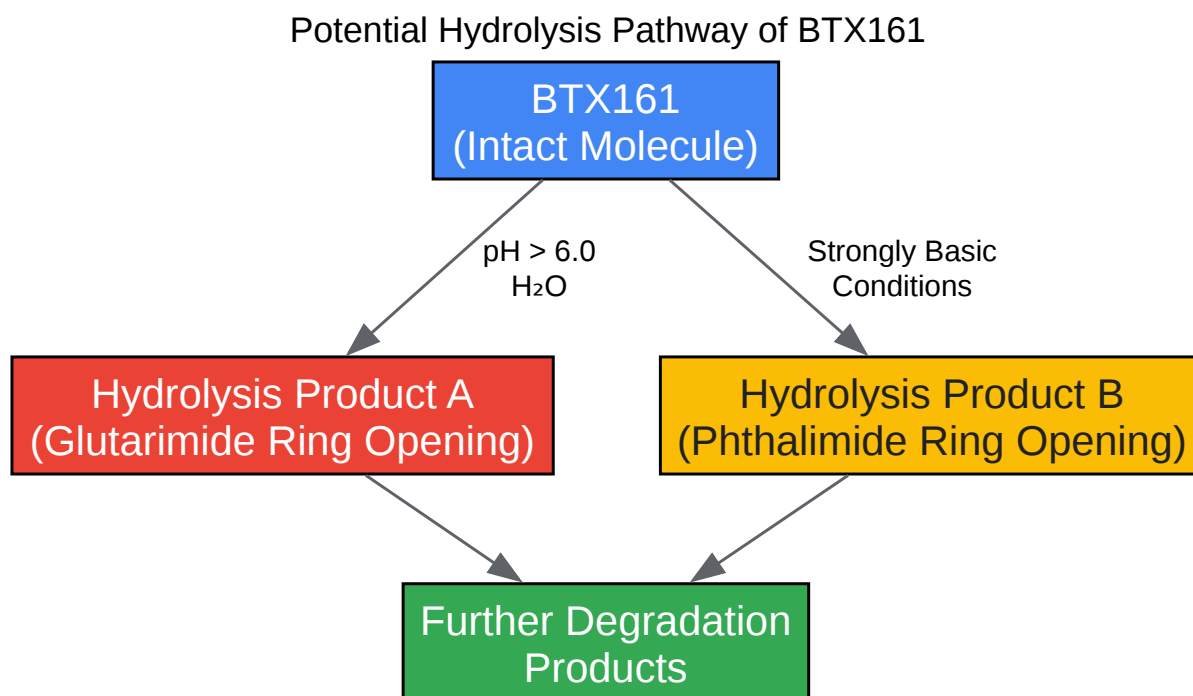 Potential Hydrolysis Pathway of BTX161
BTX161
(Intact Molecule)
pH > 6.0
H₂O
Strongly Basic
Conditions
Hydrolysis Product A
(Glutarimide Ring Opening)
Hydrolysis Product B
(Phthalimide Ring Opening)
Further Degradation
Products